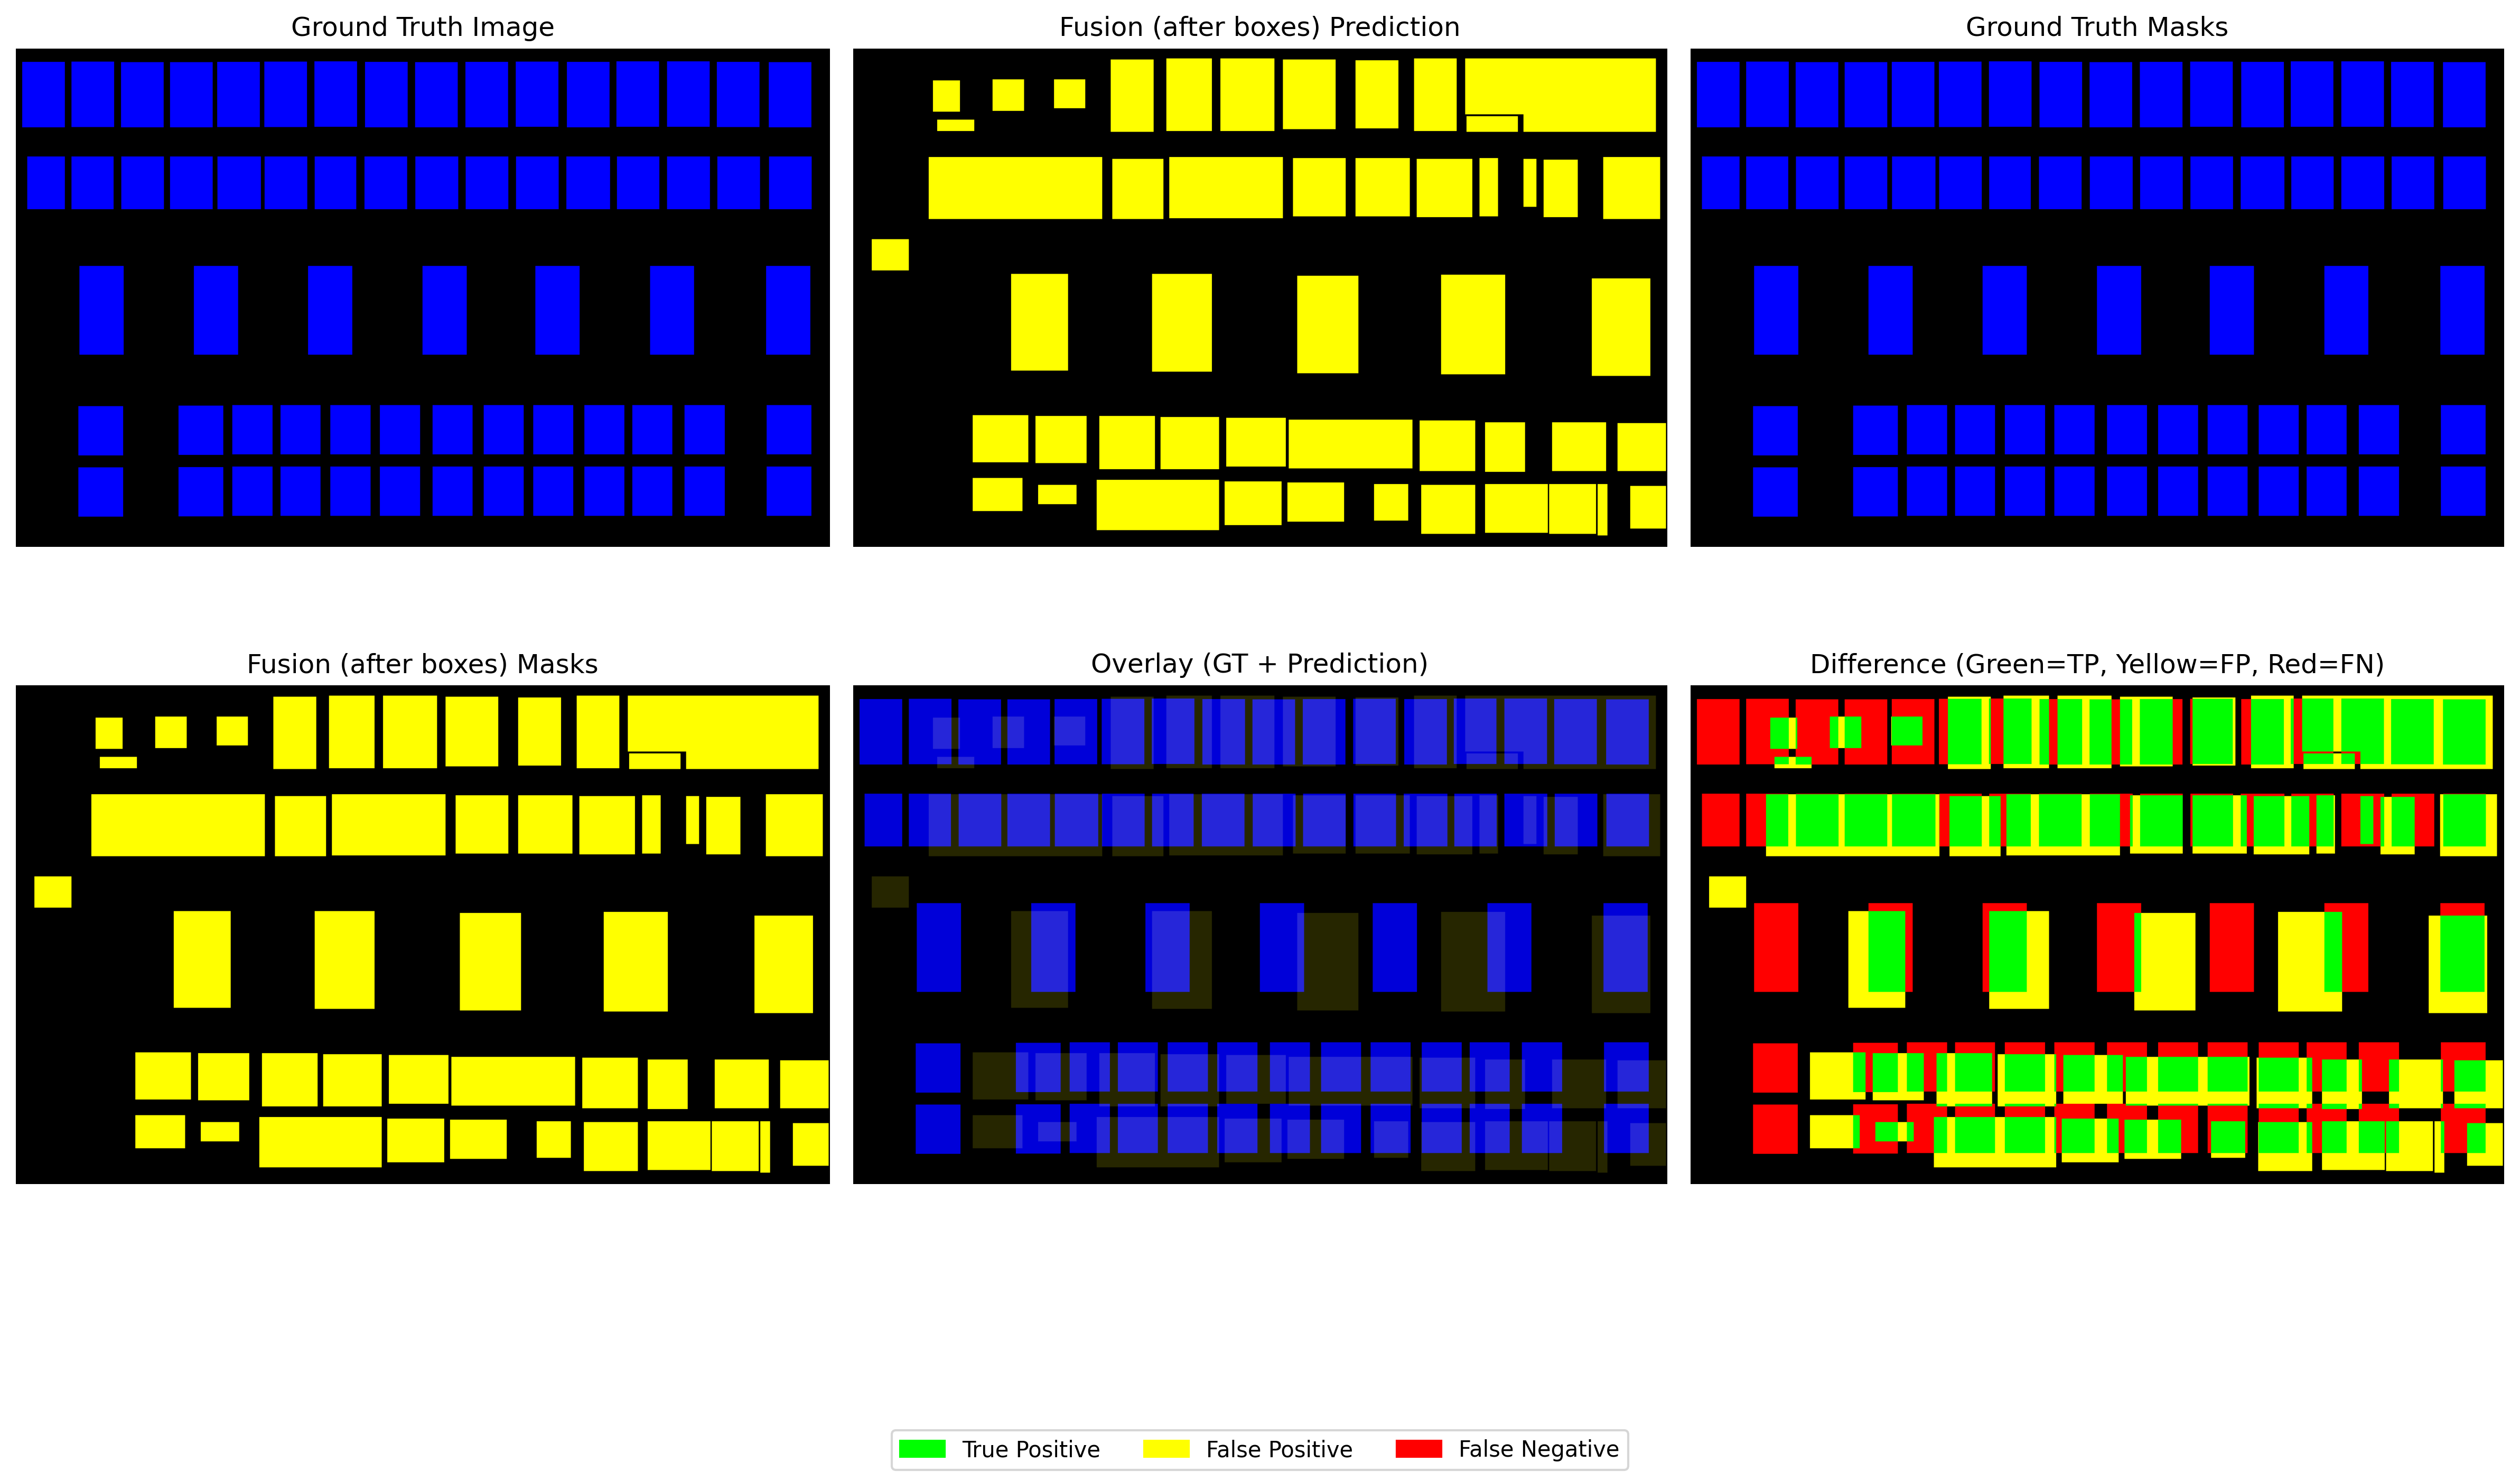 Ground Truth Image
Fusion (after boxes) Prediction
Ground Truth Masks
Fusion (after boxes) Masks
Overlay (GT + Prediction)
Difference (Green=TP, Yellow=FP, Red=FN)
True Positive
False Positive
False Negative